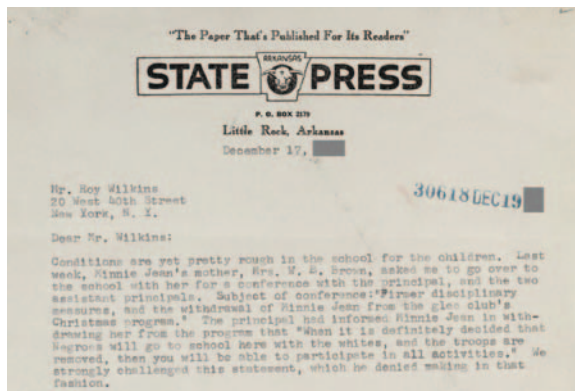 "The Paper That's Published For Its Readers"
ARKANSAS
STATE PRESS
P. O. BOX 2179
Little Rock, Arkansas
December 17,
30618 DEC19
Mr. Roy Wilkins
20 West 40th Street
New York, N. Y.
Dear Mr. Wilkins:
Conditions are yet pretty rough in the school for the children. Last
week, Minnie Jean's mother, Mrs. W. B. Brown, asked me to go over to
the school with her for a conference with the principal, and the two
assistant principals. Subject of conference:"Firmer disciplinary
measures, and the withdrawal of Minnie Jean from the glee club's
Christmas program." The principal had informed Minnie Jean in with-
drawing her from the program that "When it is definitely decided that
Negroes will go to school here with the whites, and the troops are
removed, then you will be able to participate in all activities." We
strongly challenged this statement, which he denied making in that
fashion.